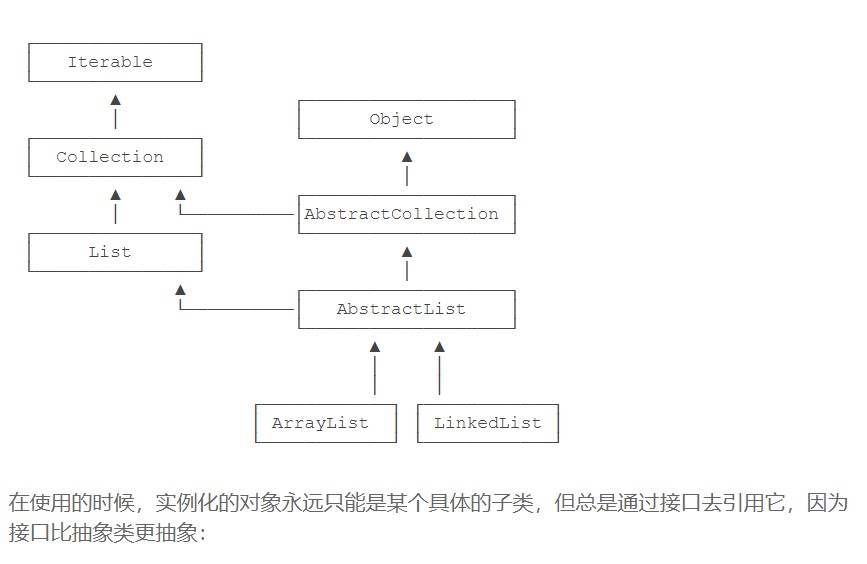 Iterable
Object
Collection
AbstractCollection
List
AbstractList
ArrayList
LinkedList
在使用的时候，实例化的对象永远只能是某个具体的子类，但总是通过接口去引用它，因为
接口比抽象类更抽象：